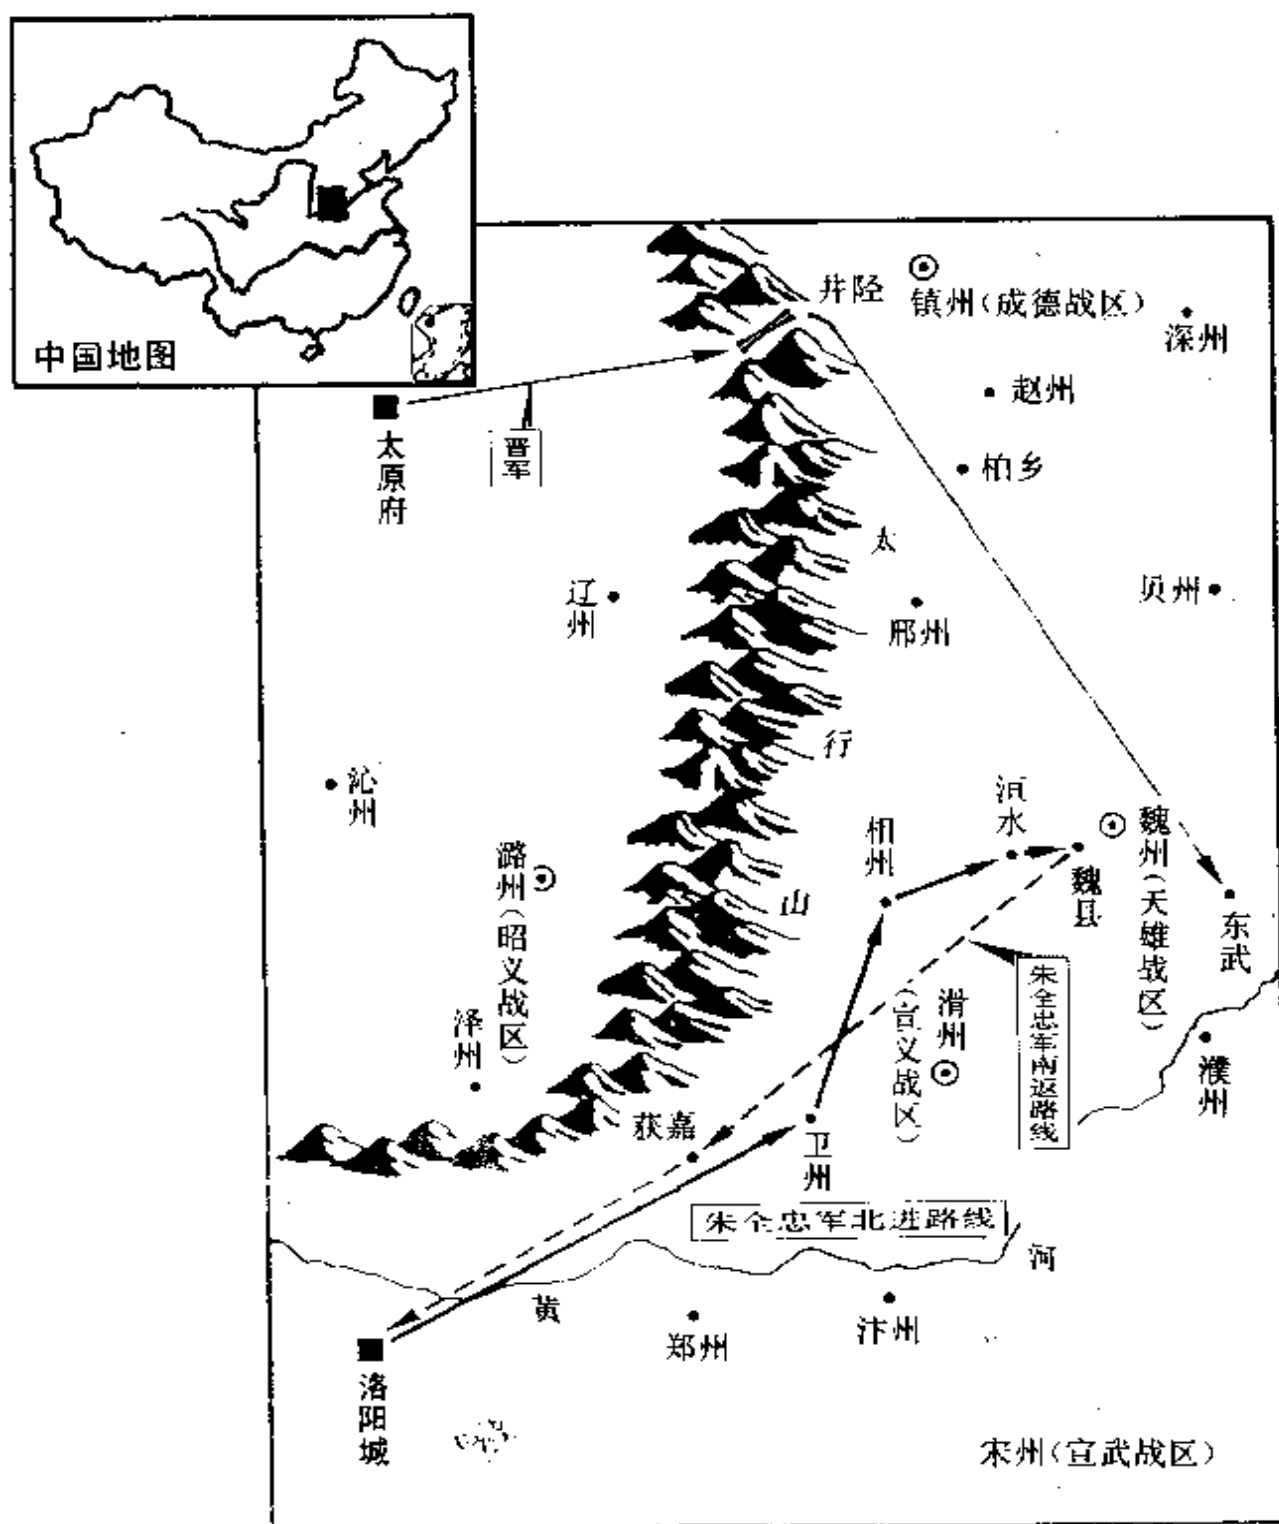 中国地图
井陉
镇州(成德战区)
深州
赵州
柏乡
太原府
晋军
太
辽州
邢州
贝州
行
沁州
洹水
相州
魏县
魏州(天雄战区)
东武
潞州(昭义战区)
山
泽州
滑州
(宣义战区)
朱全忠军南返路线
濮州
获嘉
卫州
朱全忠军北进路线
河
黄
郑州
汴州
洛阳城
宋州(宣武战区)